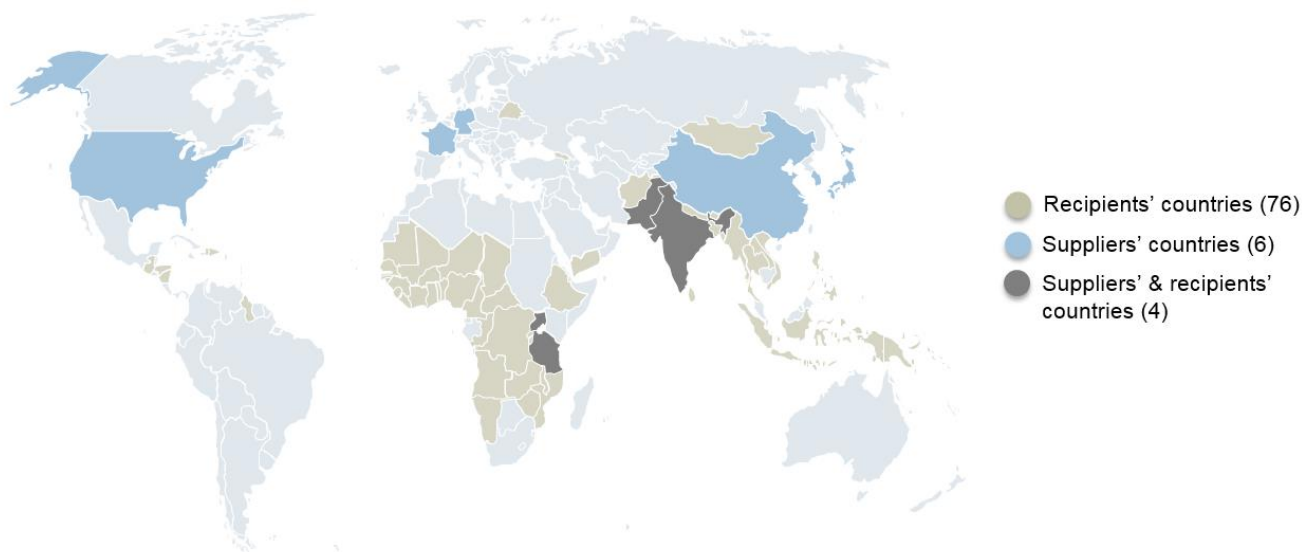 Recipients’ countries (76)
Suppliers’ countries (6)
Suppliers’ & recipients’
countries (4)